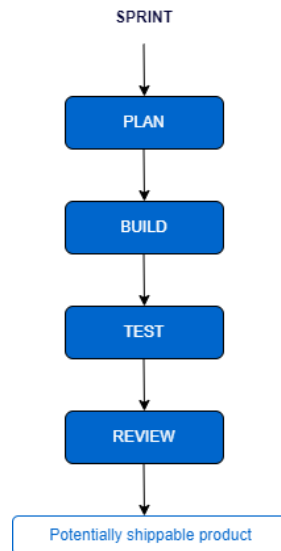 SPRINT
PLAN
BUILD
TEST
REVIEW
Potentially shippable product